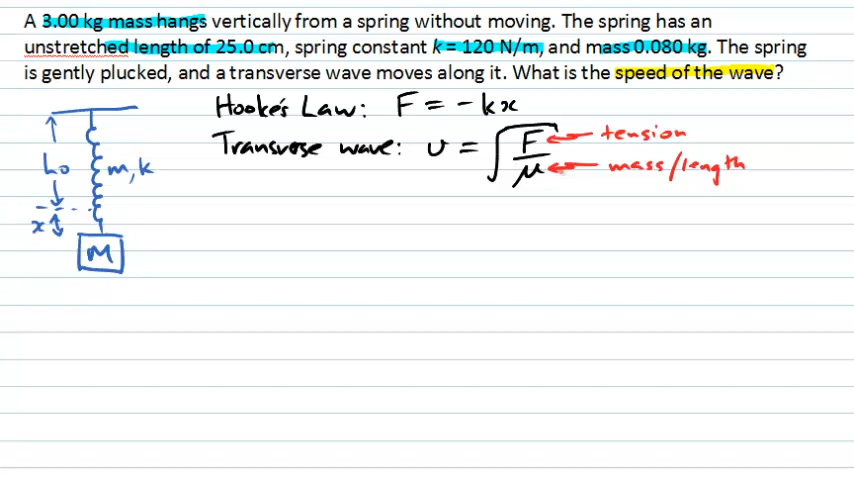 A 3.00 kg mass hangs vertically from a spring without moving. The spring has an
unstretched length of 25.0 cm, spring constant k = 120 N/m, and mass 0.080 kg. The spring
is gently plucked, and a transverse wave moves along it. What is the speed of the wave?
Hooke's Law: F = -kx
Transverse wave: v = √(F/μ)
tension
mass/length
L₀
m, k
x
M